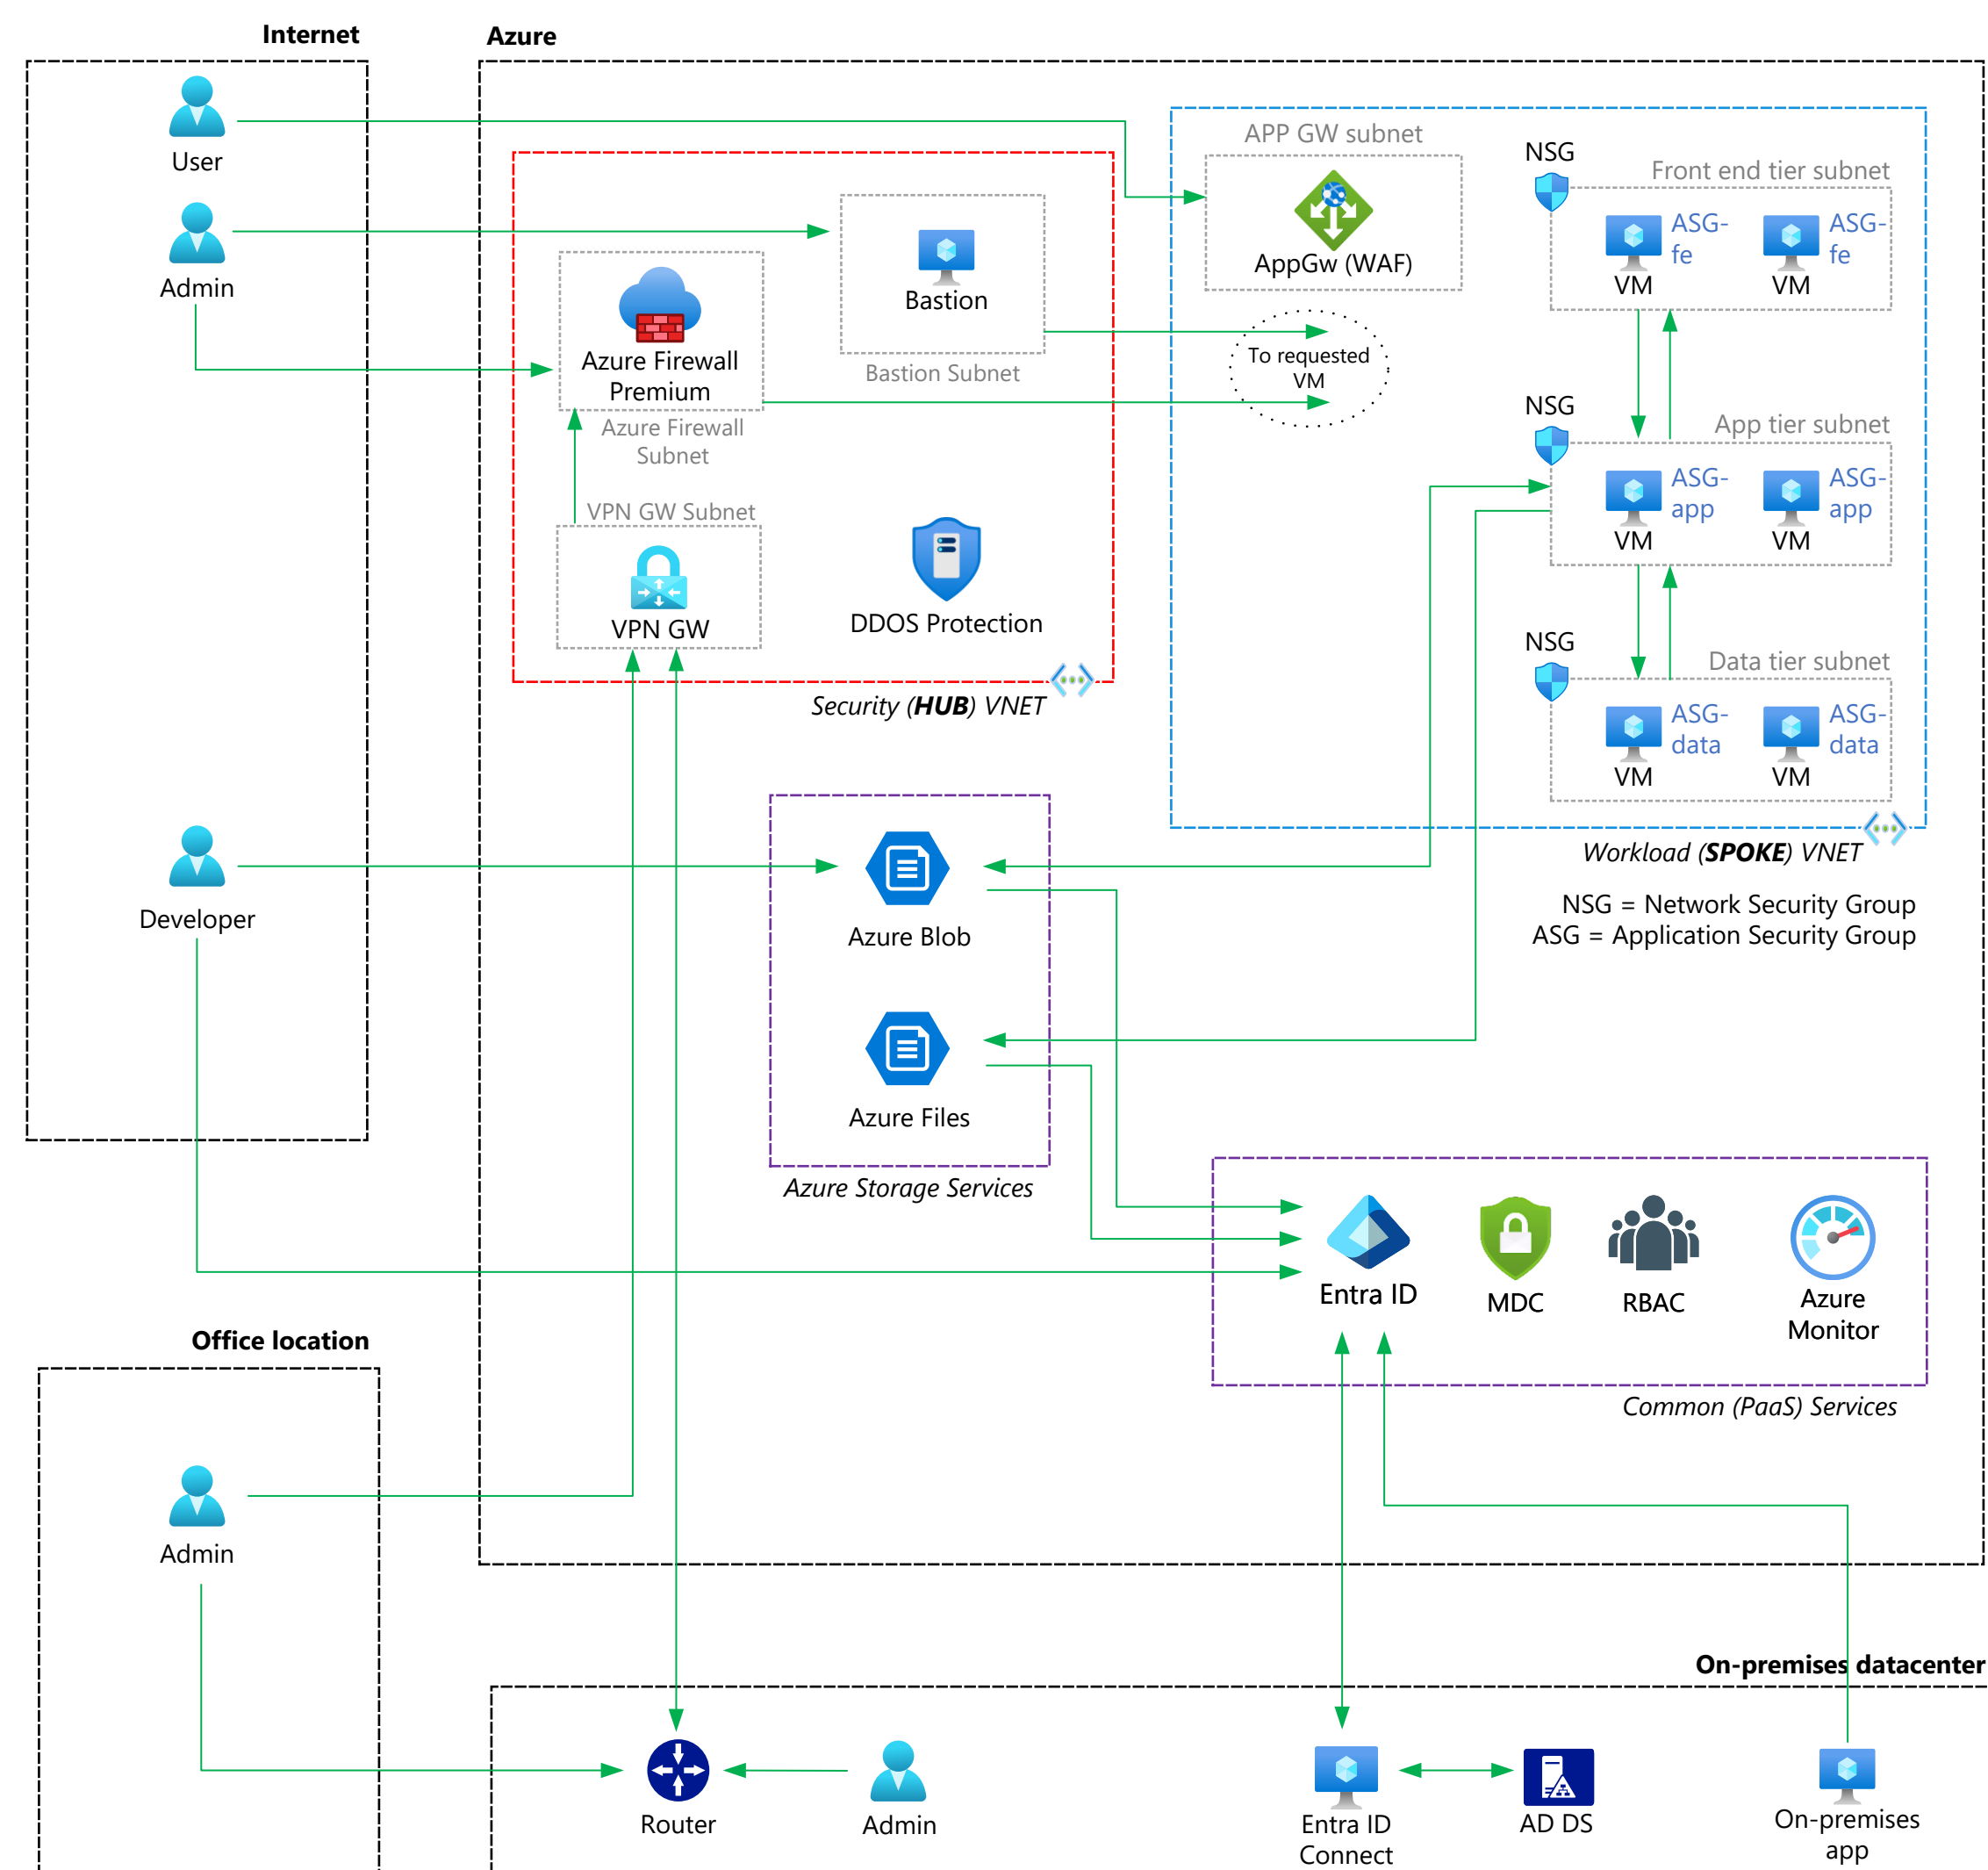 Internet
Azure
User
Admin
Developer
Azure Firewall
Premium
Azure Firewall
Subnet
Bastion
Bastion Subnet
VPN GW Subnet
VPN GW
DDOS Protection
Security (HUB) VNET
APP GW subnet
AppGw (WAF)
To requested
VM
NSG
Front end tier subnet
ASG-
fe
VM
ASG-
fe
VM
NSG
App tier subnet
ASG-
app
VM
ASG-
app
VM
NSG
Data tier subnet
ASG-
data
VM
ASG-
data
VM
Workload (SPOKE) VNET
NSG = Network Security Group
ASG = Application Security Group
Azure Blob
Azure Files
Azure Storage Services
Entra ID
MDC
RBAC
Azure
Monitor
Common (PaaS) Services
Office location
Admin
On-premises datacenter
Router
Admin
Entra ID
Connect
AD DS
On-premises
app